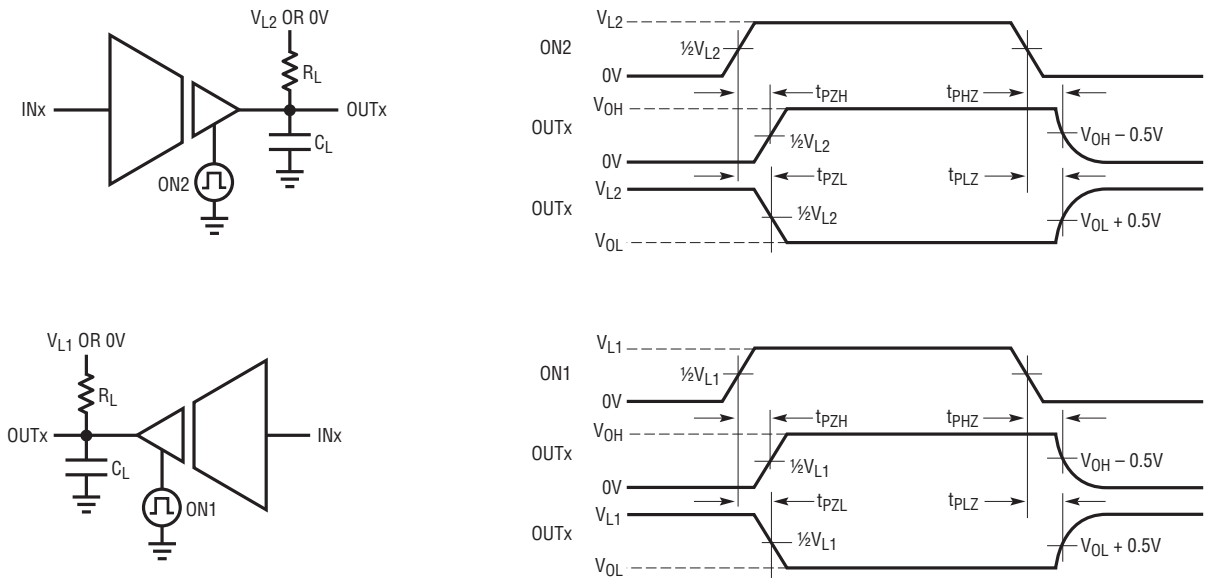 VL2 OR 0V
RL
INx
OUTx
CL
ON2
ON2
VL2
½VL2
0V
tPZH
tPHZ
OUTx
VOH
½VL2
VOH – 0.5V
0V
tPZL
tPLZ
OUTx
VL2
½VL2
VOL + 0.5V
VOL
VL1 OR 0V
RL
OUTx
INx
CL
ON1
ON1
VL1
½VL1
0V
tPZH
tPHZ
OUTx
VOH
½VL1
VOH – 0.5V
0V
tPZL
tPLZ
OUTx
VL1
½VL1
VOL + 0.5V
VOL